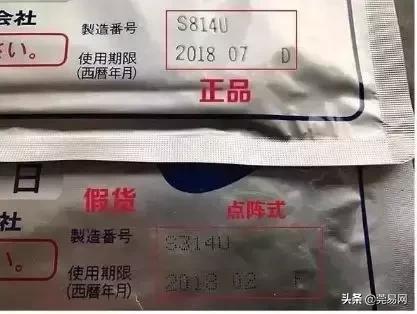 会社
製造番号 S814U
さい。
使用期限 2018 07 D
(西暦年月)
正品
日
假货 点阵式
会社
製造番号 S314U
い。
使用期限 2018 02 F
(西暦年月)
头条 @莞易网